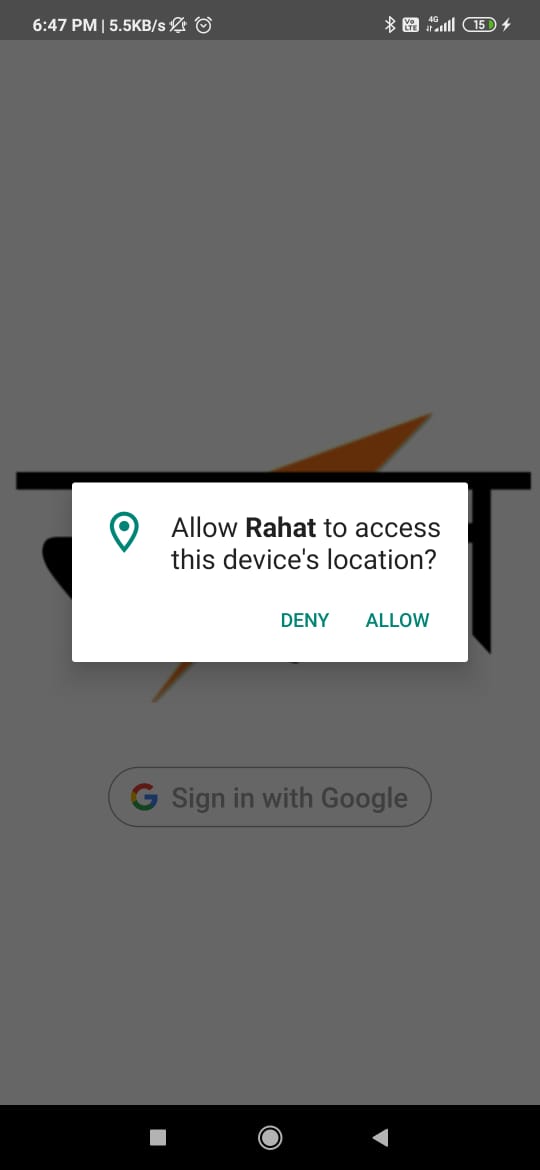 6:47 PM | 5.5KB/s
Vo LTE 4G 15
Allow Rahat to access
this device's location?
DENY ALLOW
Sign in with Google